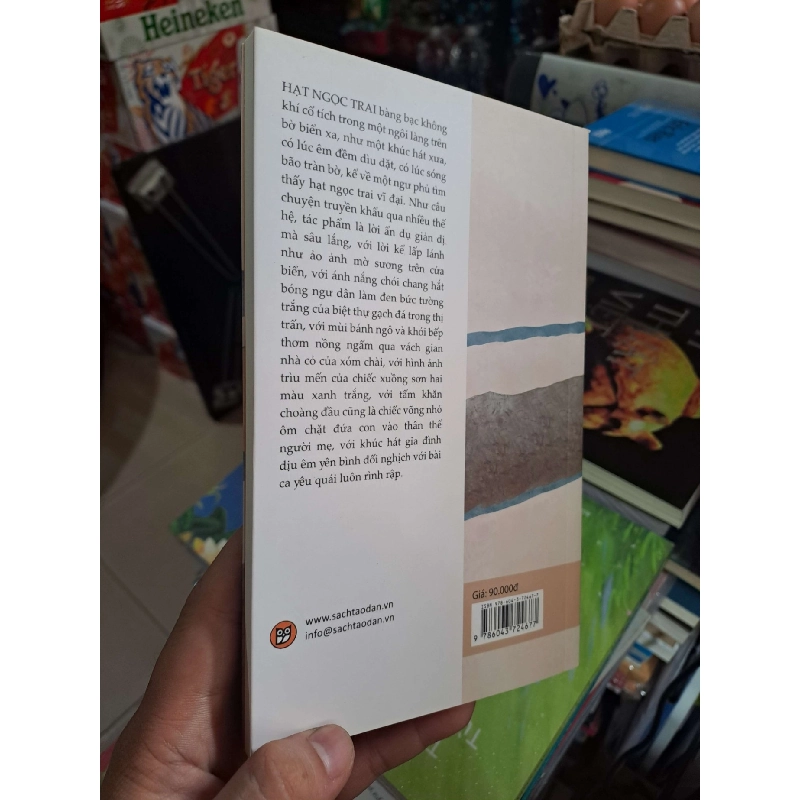 Heineken
Tiger
HẠT NGỌC TRAI bàng bạc không
khí cổ tích trong một ngôi làng trên
bờ biển xa, như một khúc hát xưa,
có lúc êm đềm dìu dặt, có lúc sóng
bão tràn bờ, kể về một ngư phủ tìm
thấy hạt ngọc trai vĩ đại. Như câu
chuyện truyền khẩu qua nhiều thế
hệ, tác phẩm là lời ẩn dụ giản dị
mà sâu lắng, với lời kể lấp lánh
như ảo ảnh mờ sương trên cửa
biển, với ánh nắng chói chang hắt
bóng ngư dân làm đen bức tường
trắng của biệt thự gạch đá trong thị
trấn, với mùi bánh ngô và khói bếp
thơm nồng ngấm qua vách gian
nhà cỏ của xóm chài, với hình ảnh
trìu mến của chiếc xuồng sơn hai
màu xanh trắng, với tấm khăn
choàng đầu cũng là chiếc võng nhỏ
ôm chặt đứa con vào thân thể
người mẹ, với khúc hát gia đình
dịu êm yên bình đối nghịch với bài
ca yêu quái luôn rình rập.
www.sachtaodan.vn
info@sachtaodan.vn
Giá: 90.000đ
9 786043 724677